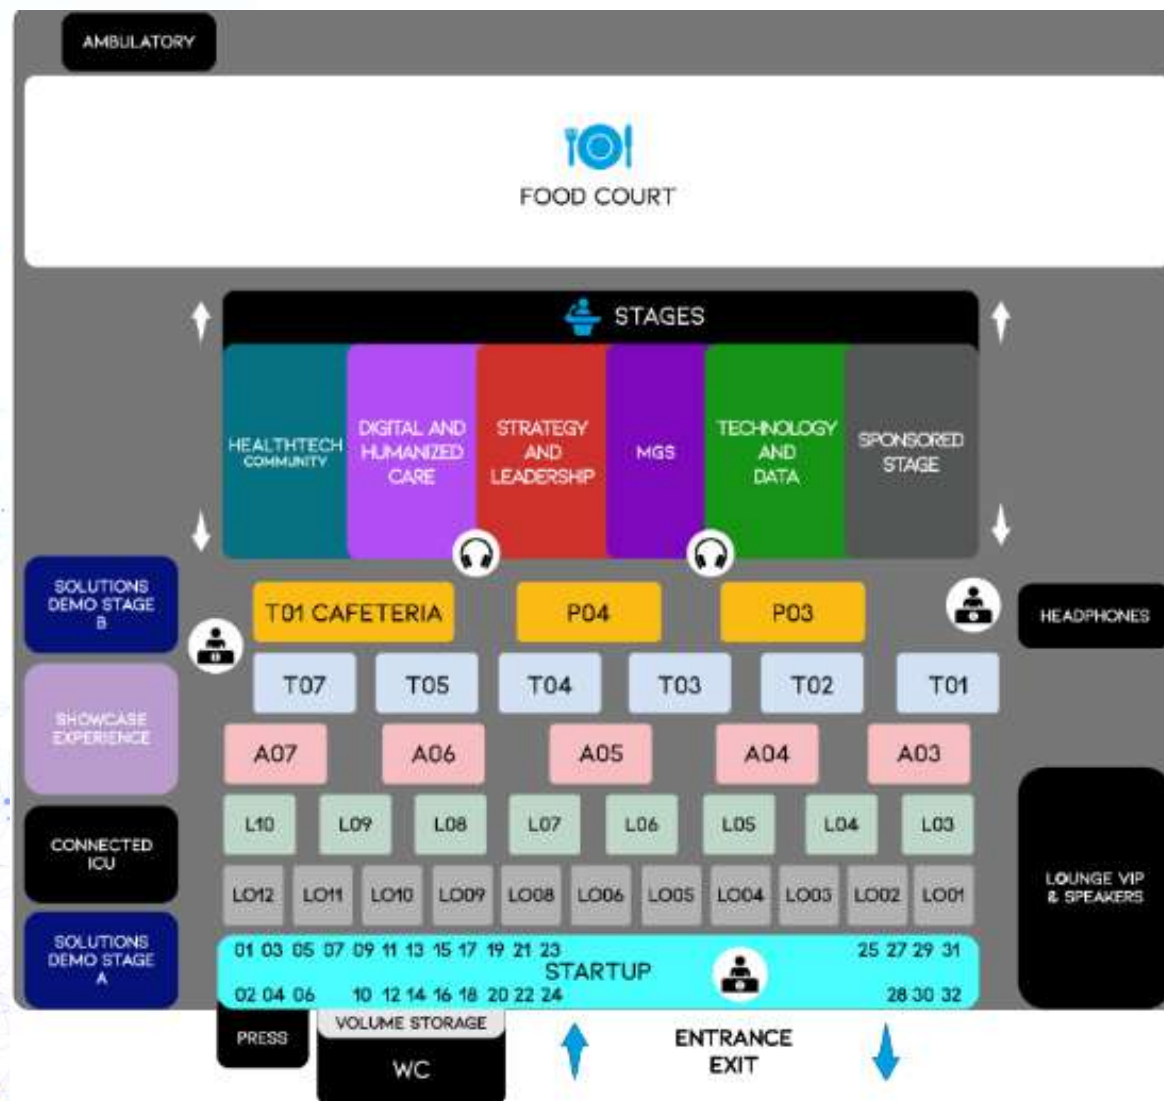 AMBULATORY
FOOD COURT
STAGES
HEALTHTECH
COMMUNITY
DIGITAL AND
HUMANIZED
CARE
STRATEGY
AND
LEADERSHIP
MGS
TECHNOLOGY
AND
DATA
SPONSORED
STAGE
SOLUTIONS
DEMO STAGE
B
T01 CAFETERIA P04 P03
HEADPHONES
T07 T05 T04 T03 T02 T01
SHOWCASE
EXPERIENCE
A07 A06 A05 A04 A03
L10 L09 L08 L07 L06 L05 L04 L03
CONNECTED
ICU
LO12 LO11 LO10 LO09 LO08 LO06 LO05 LO04 LO03 LO02 LO01
LOUNGE VIP
& SPEAKERS
SOLUTIONS
DEMO STAGE
A
01 03 05 07 09 11 13 15 17 19 21 23 25 27 29 31
STARTUP
02 04 06 10 12 14 16 18 20 22 24 28 30 32
PRESS
VOLUME STORAGE
WC
ENTRANCE
EXIT